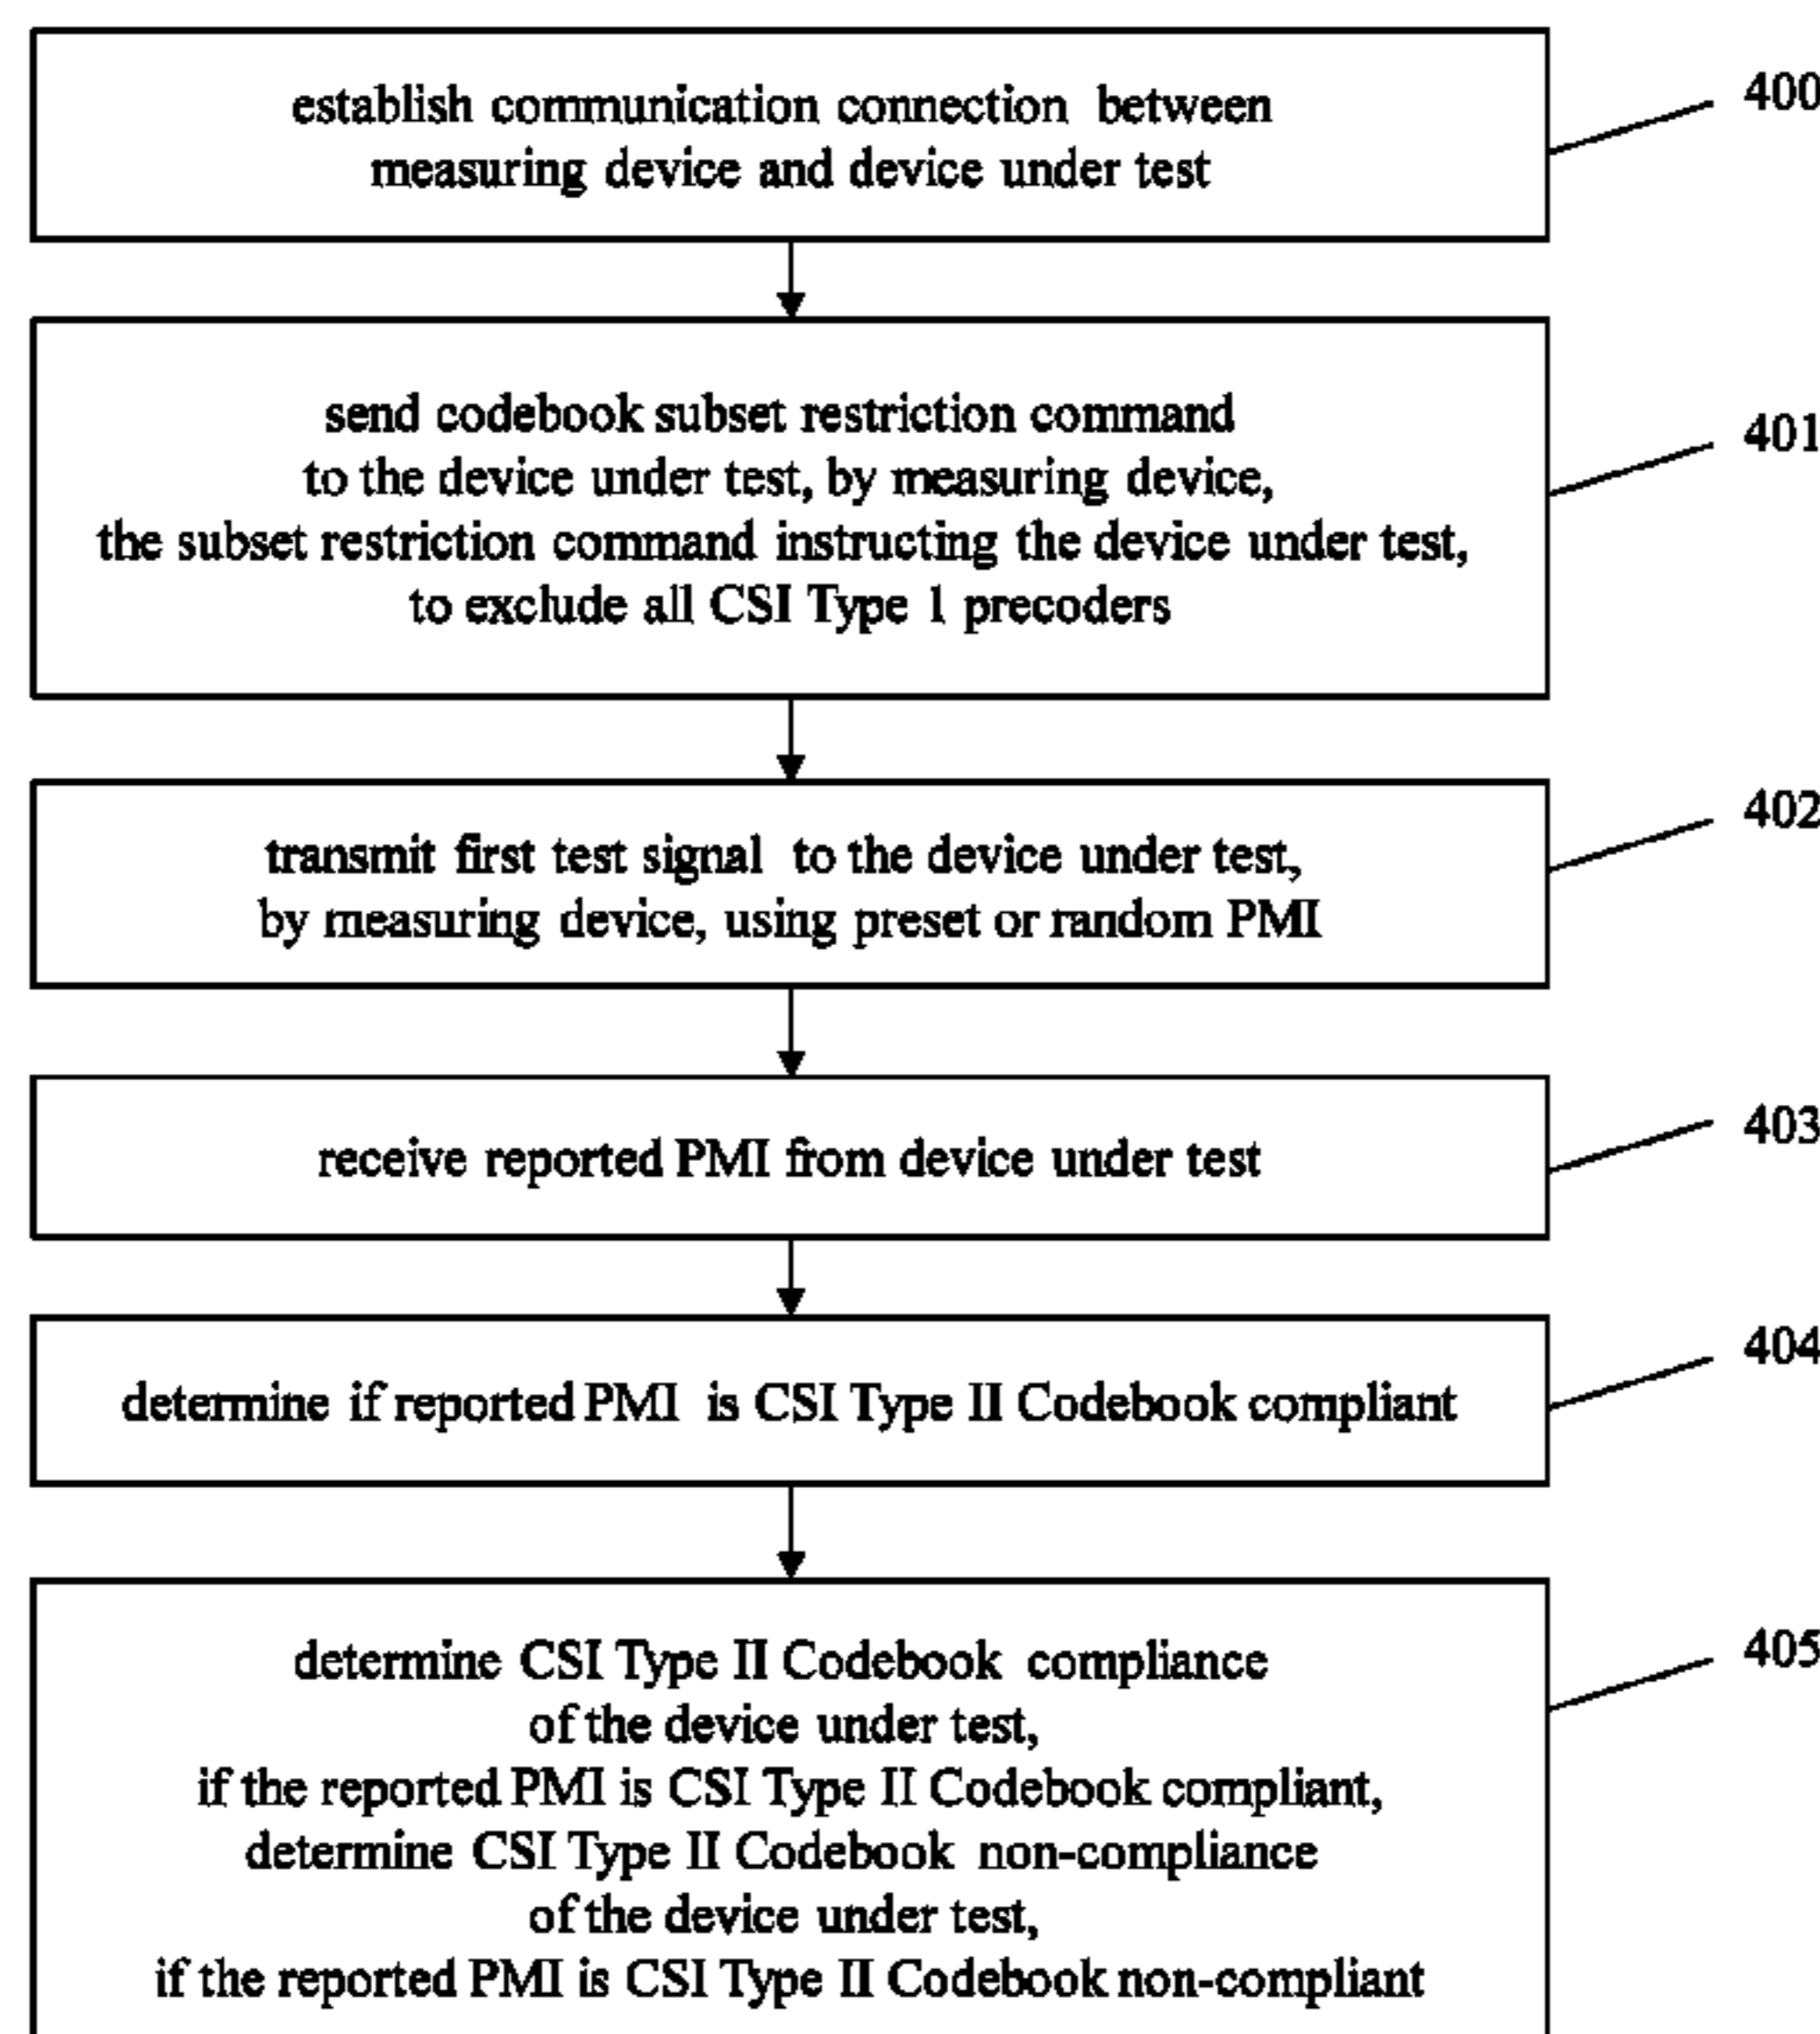 establish communication connection between
measuring device and device under test
400
send codebook subset restriction command
to the device under test, by measuring device,
the subset restriction command instructing the device under test,
to exclude all CSI Type 1 precoders
401
transmit first test signal to the device under test,
by measuring device, using preset or random PMI
402
receive reported PMI from device under test
403
determine if reported PMI is CSI Type II Codebook compliant
404
determine CSI Type II Codebook compliance
of the device under test,
if the reported PMI is CSI Type II Codebook compliant,
determine CSI Type II Codebook non-compliance
of the device under test,
if the reported PMI is CSI Type II Codebook non-compliant
405